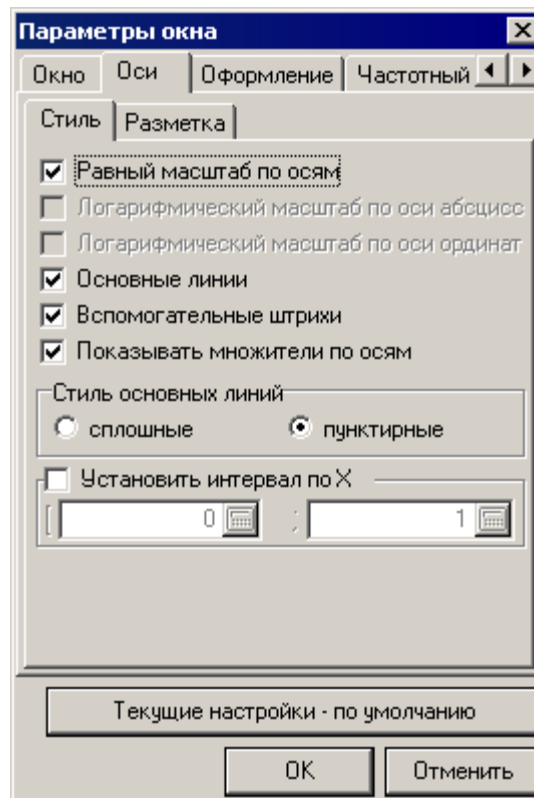 Параметры окна
Окно Оси Оформление Частотный
Стиль Разметка
Равный масштаб по осям
Логарифмический масштаб по оси абсцисс
Логарифмический масштаб по оси ординат
Основные линии
Вспомогательные штрихи
Показывать множители по осям
Стиль основных линий
сплошные пунктирные
Установить интервал по X
[ 0 ; 1
Текущие настройки - по умолчанию
OK Отменить